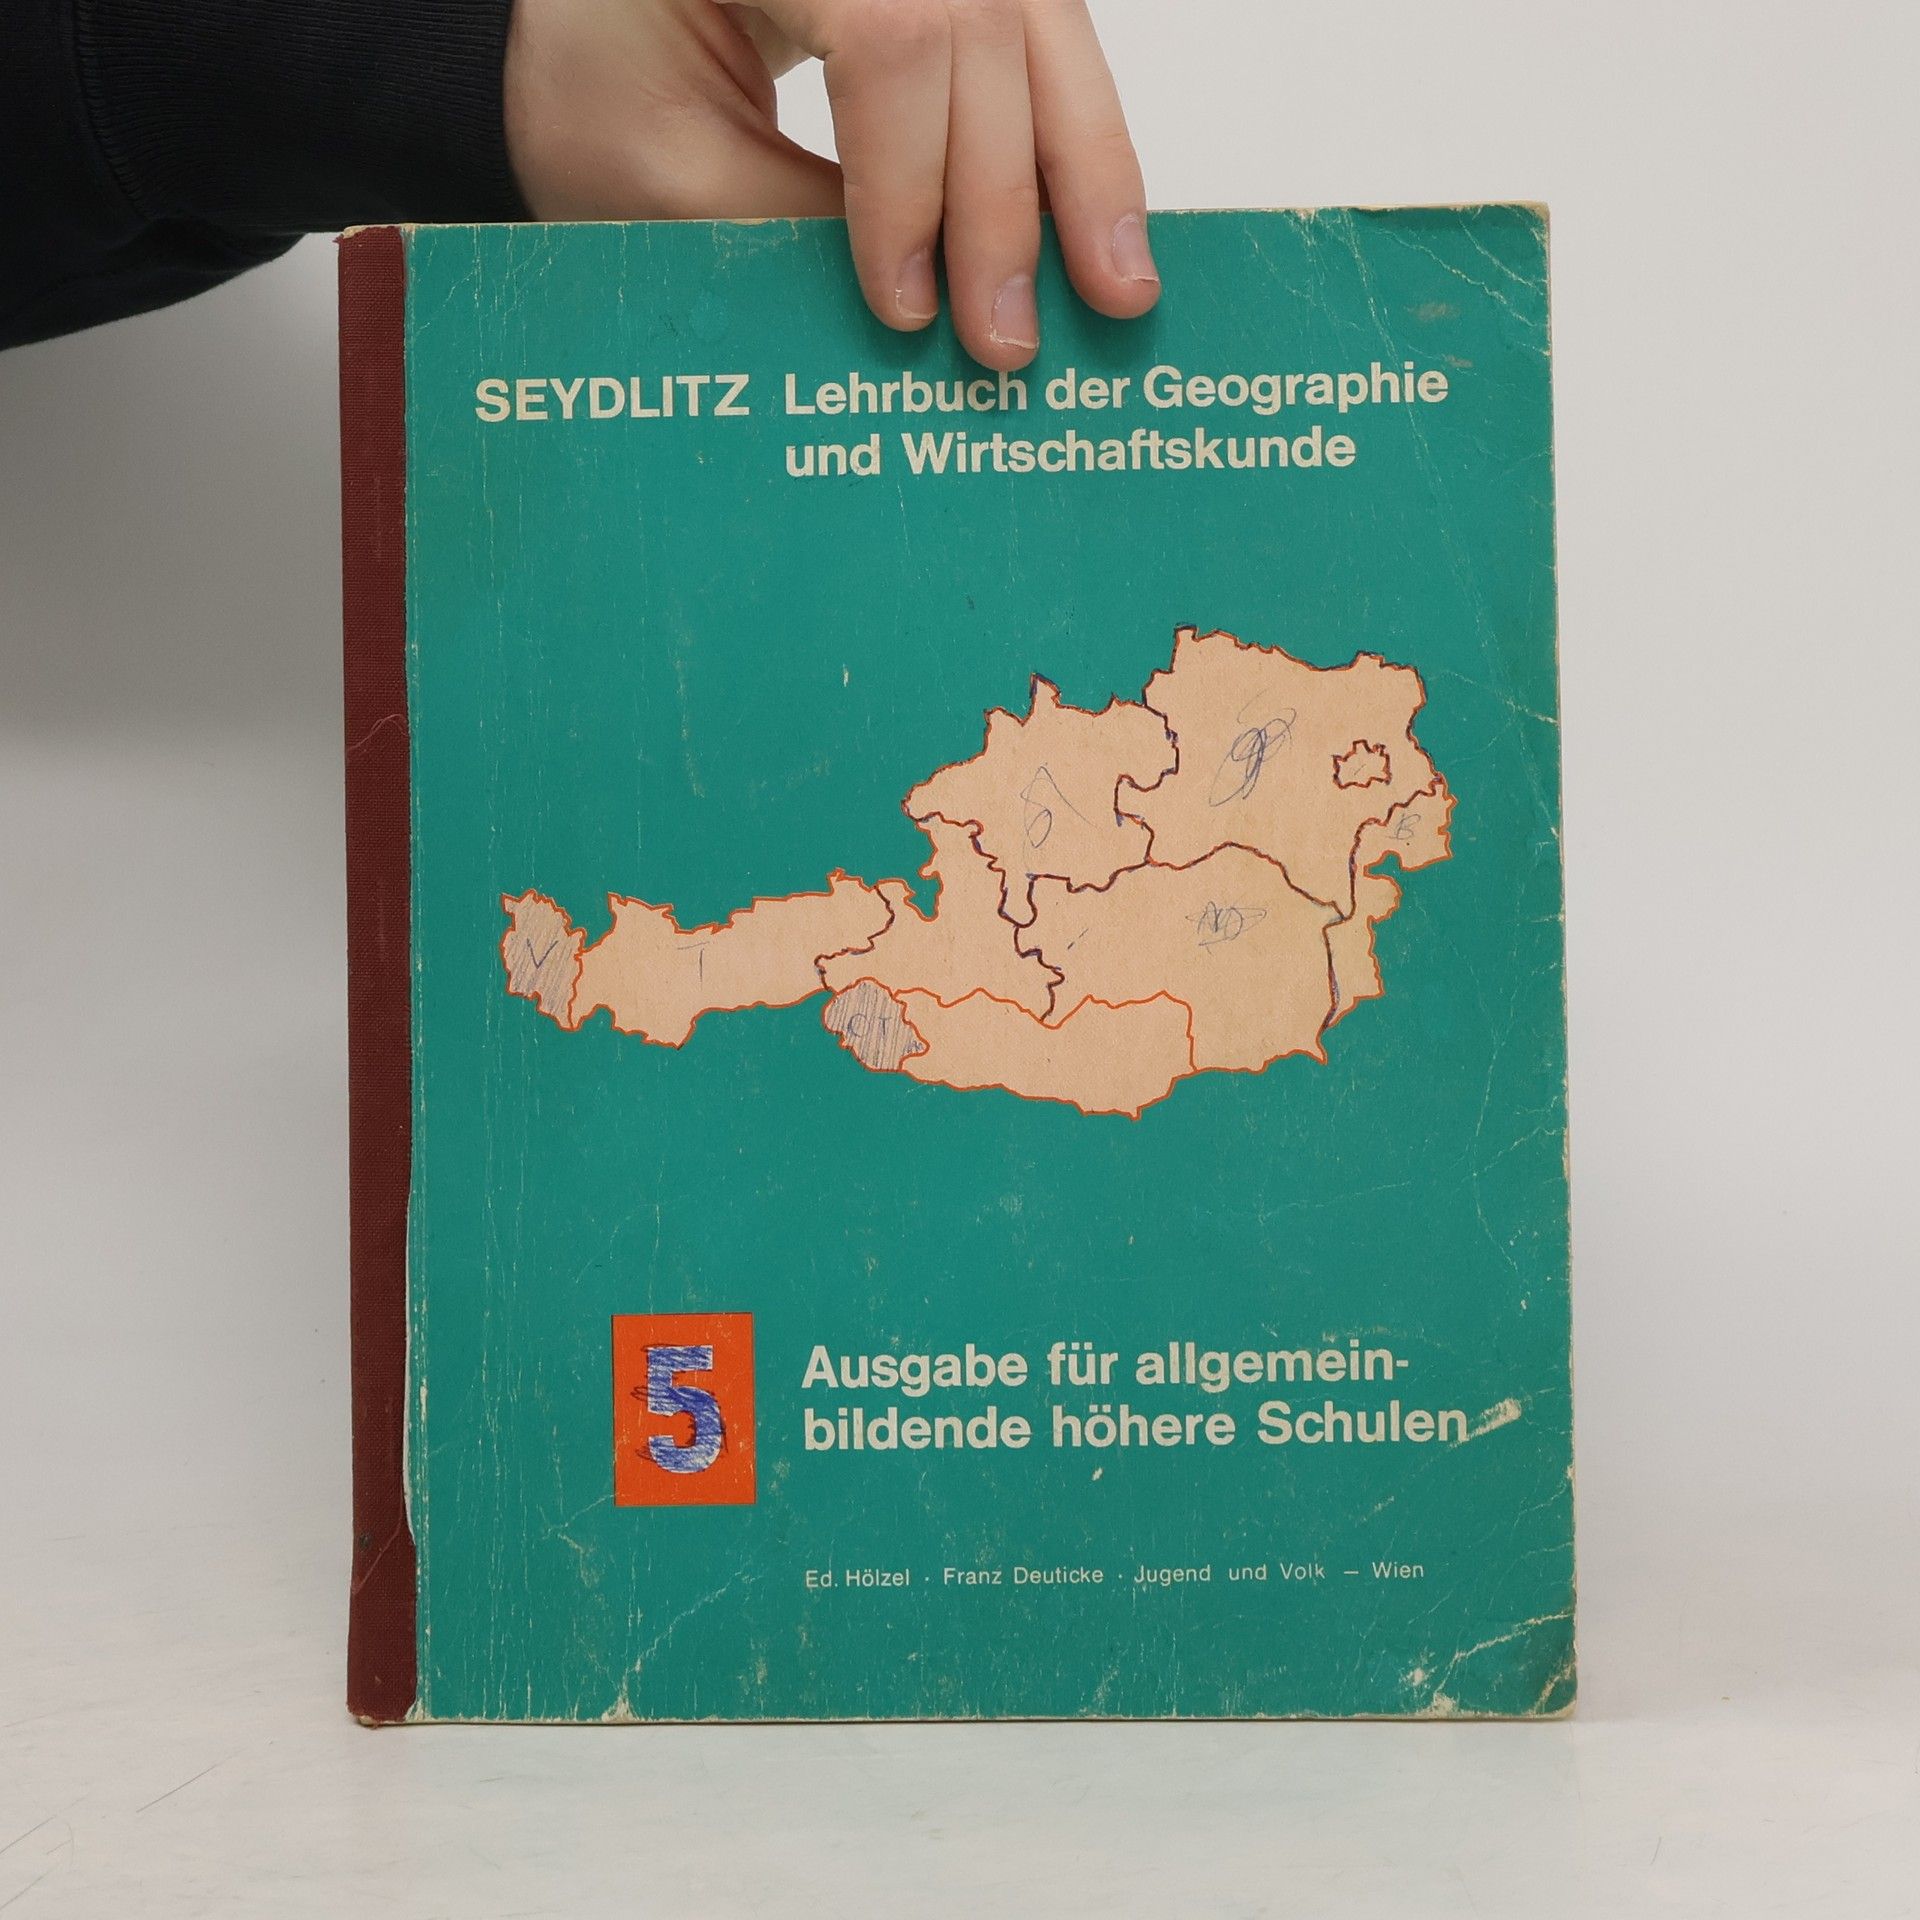 SEYDLITZ Lehrbuch der Geographie
und Wirtschaftskunde
B
V
T
OT
5
Ausgabe für allgemein-
bildende höhere Schulen
Ed. Hölzel · Franz Deuticke · Jugend und Volk – Wien